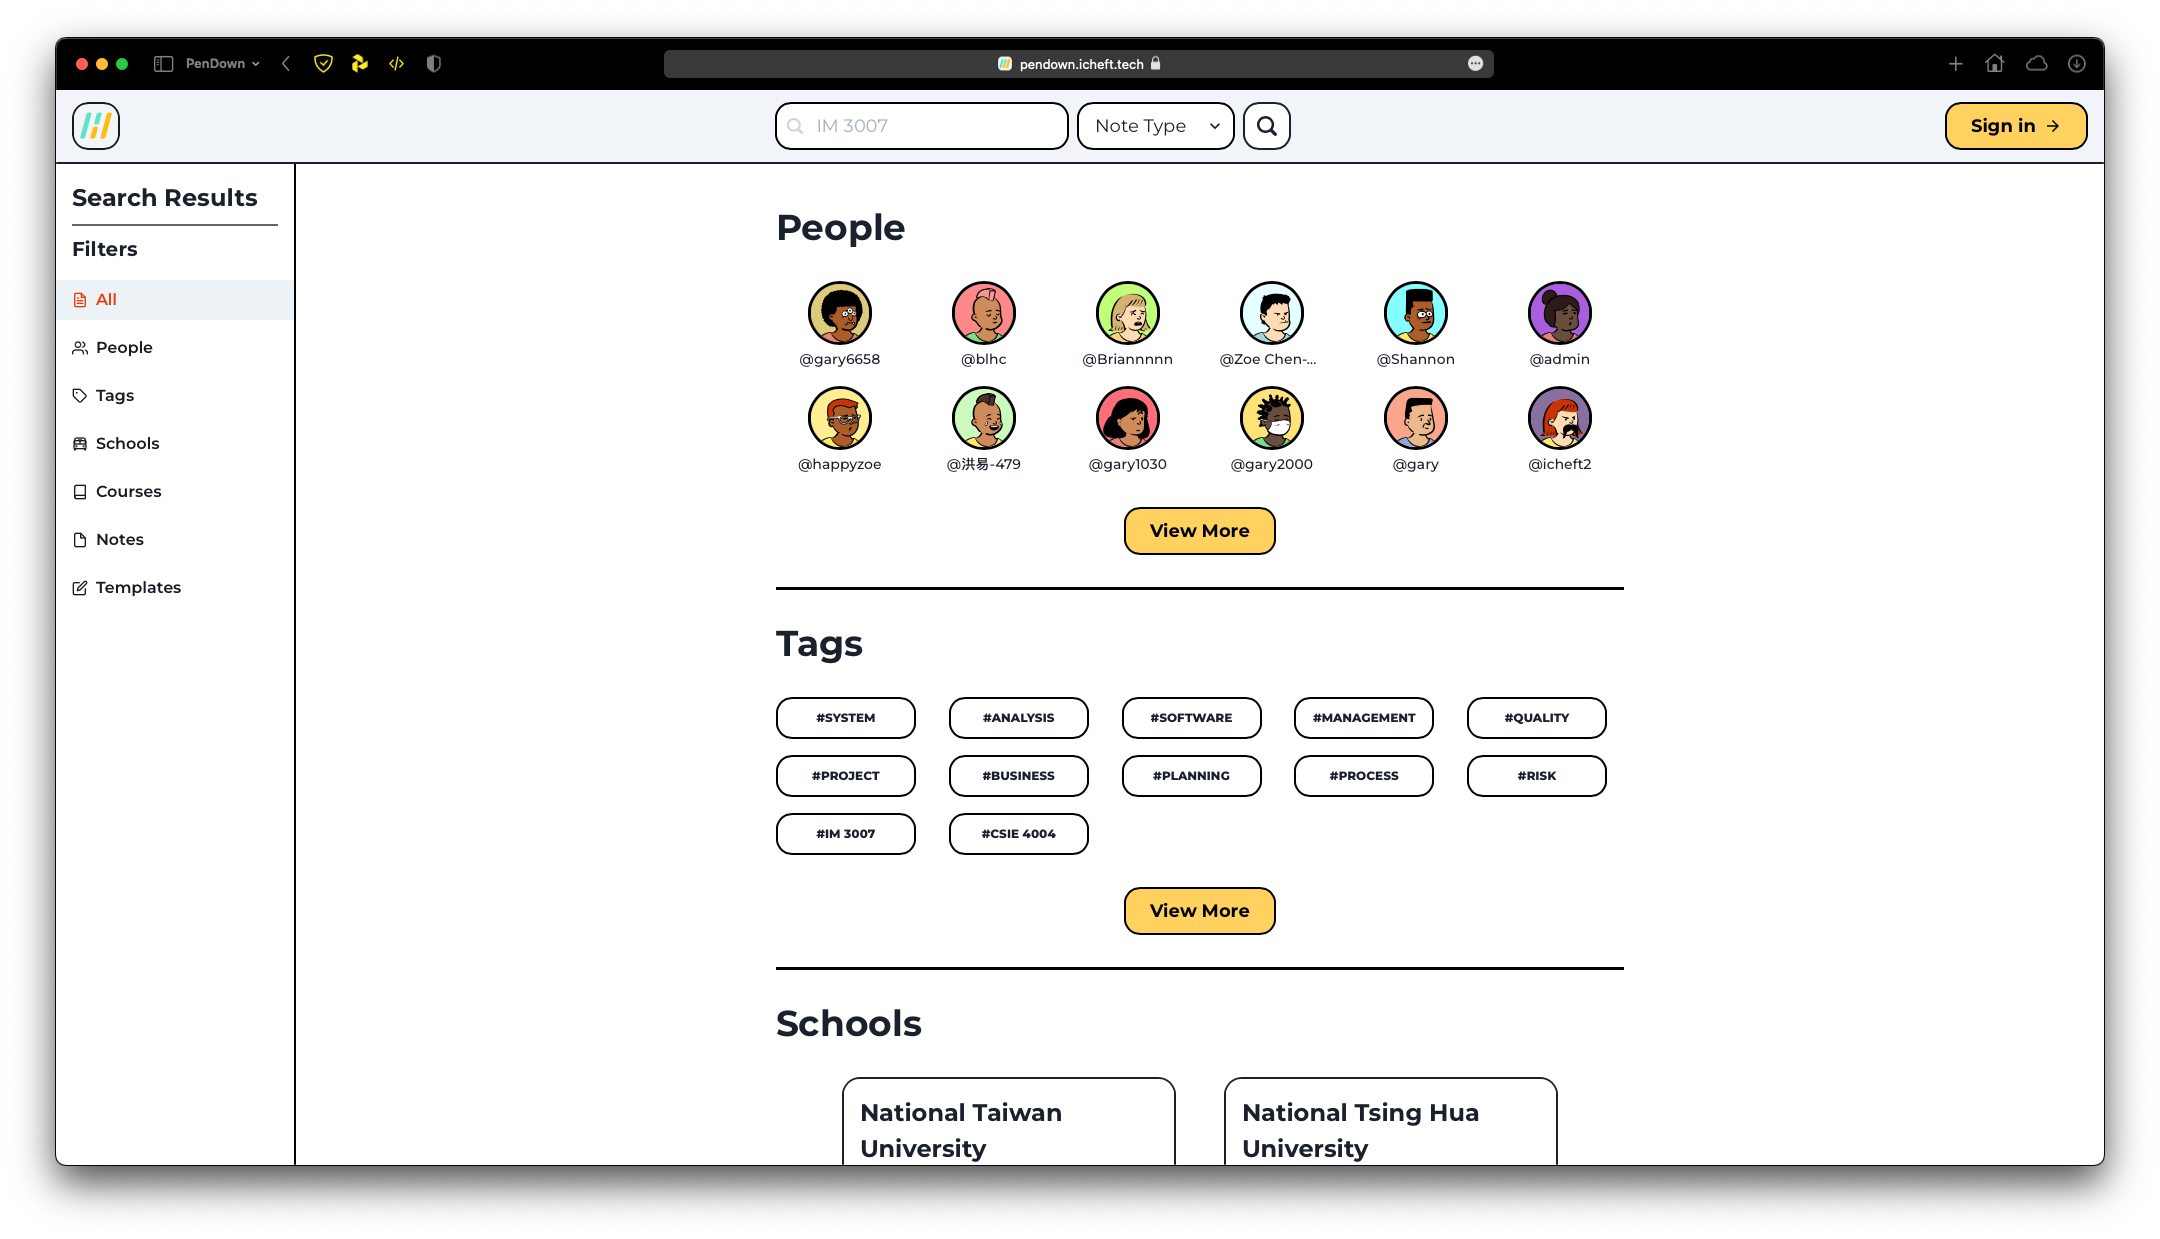 PenDown
pendown.icheft.tech
IM 3007
Note Type
Sign in
Search Results
Filters
All
People
Tags
Schools
Courses
Notes
Templates
People
@gary6658
@blhc
@Briannnnn
@Zoe Chen-...
@Shannon
@admin
@happyzoe
@洪易-479
@gary1030
@gary2000
@gary
@icheft2
View More
Tags
#SYSTEM
#ANALYSIS
#SOFTWARE
#MANAGEMENT
#QUALITY
#PROJECT
#BUSINESS
#PLANNING
#PROCESS
#RISK
#IM 3007
#CSIE 4004
View More
Schools
National Taiwan
University
National Tsing Hua
University